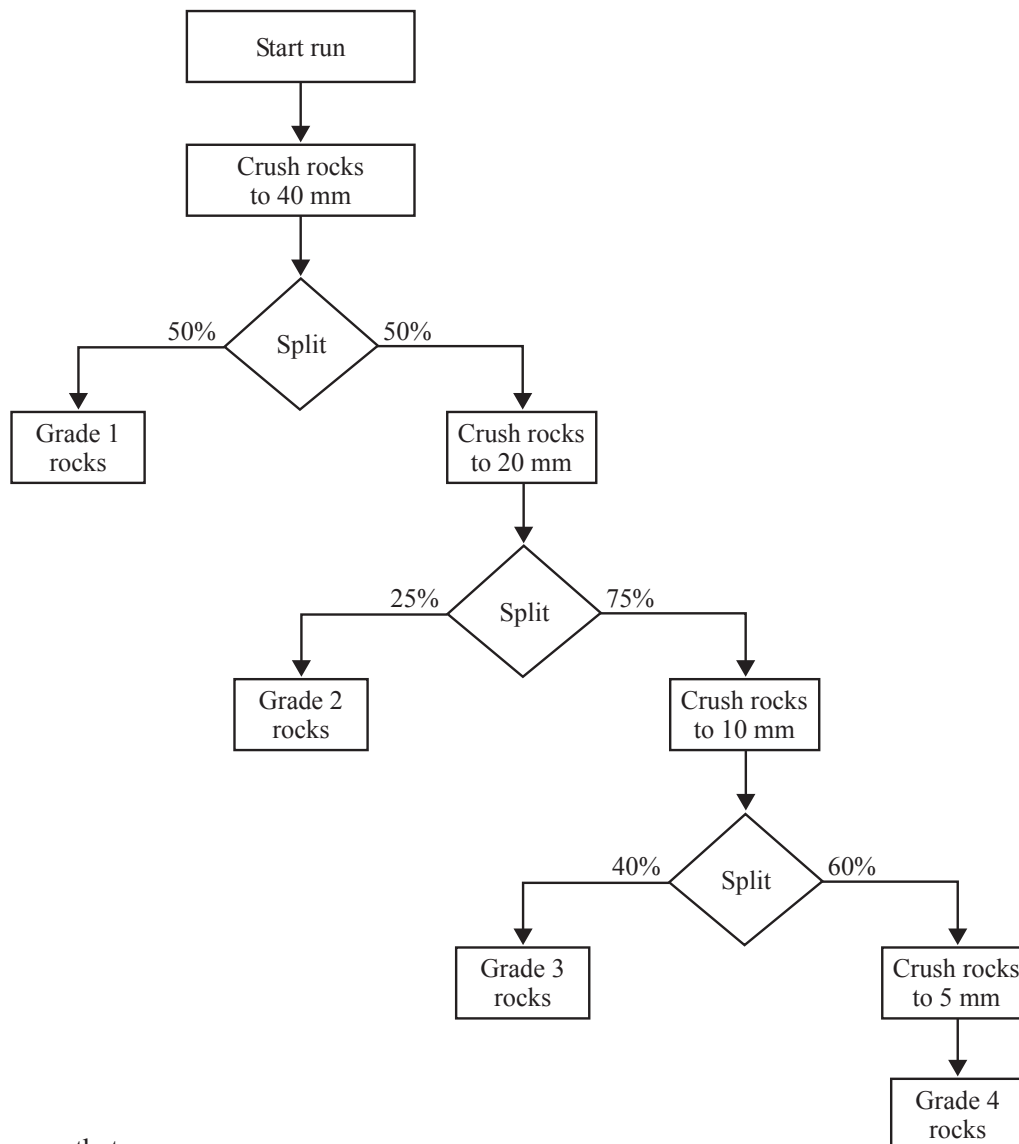 Start run
Crush rocks
to 40 mm
50%
50%
Split
Grade 1
rocks
Crush rocks
to 20 mm
25%
75%
Split
Grade 2
rocks
Crush rocks
to 10 mm
40%
60%
Split
Grade 3
rocks
Crush rocks
to 5 mm
Grade 4
rocks